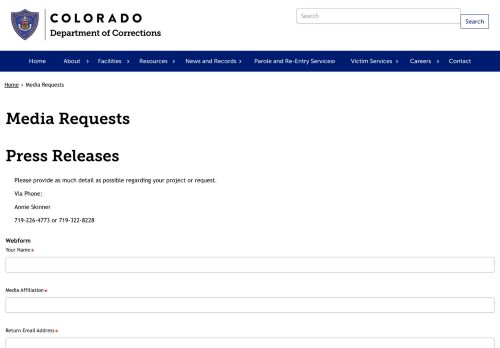 COLORADO
Department of Corrections
Search
Search
Home About › Facilities › Resources › News and Records › Parole and Re-Entry Services › Victim Services › Careers › Contact
Home › Media Requests
Media Requests
Press Releases
Please provide as much detail as possible regarding your project or request.
Via Phone:
Annie Skinner
719-226-4773 or 719-322-8228
Webform
Your Name*
Media Affiliation*
Return Email Address*